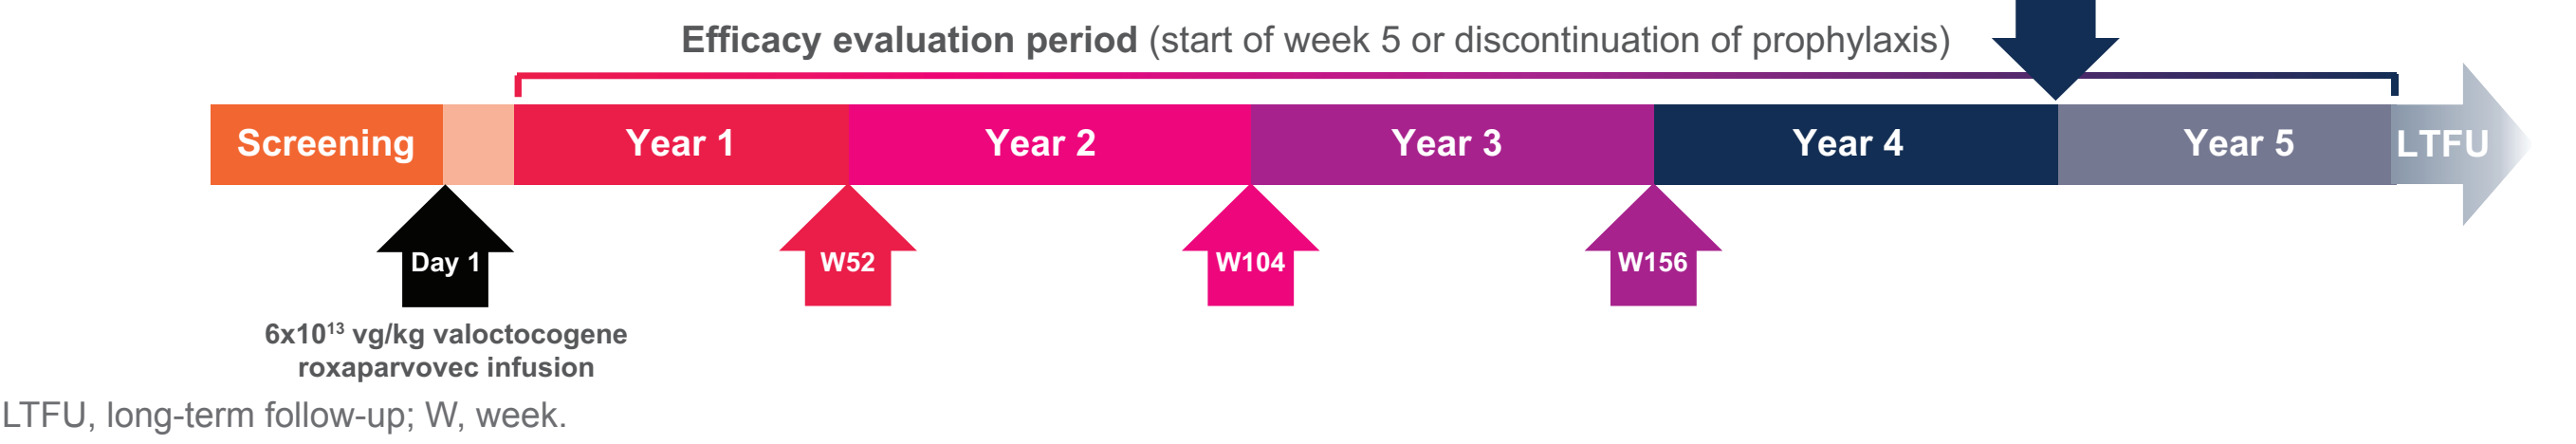 Efficacy evaluation period (start of week 5 or discontinuation of prophylaxis)
Screening
Year 1
Year 2
Year 3
Year 4
Year 5
LTFU
Day 1
W52
W104
W156
6x10¹³ vg/kg valoctocogene
roxaparvovec infusion
LTFU, long-term follow-up; W, week.